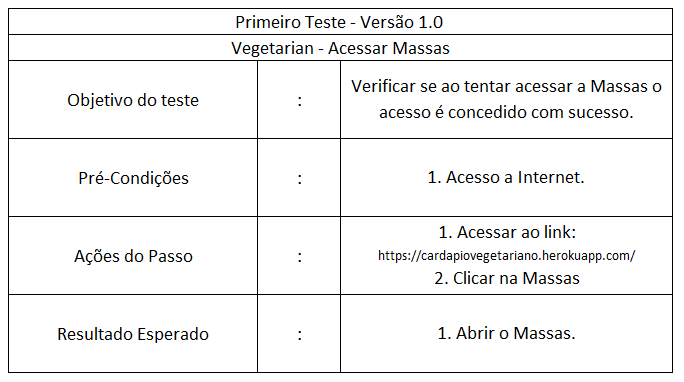 Primeiro Teste - Versão 1.0
Vegetarian - Acessar Massas
Objetivo do teste : Verificar se ao tentar acessar a Massas o
acesso é concedido com sucesso.
Pré-Condições : 1. Acesso a Internet.
Ações do Passo : 1. Acessar ao link:
https://cardapiovegetariano.herokuapp.com/
2. Clicar na Massas
Resultado Esperado : 1. Abrir o Massas.